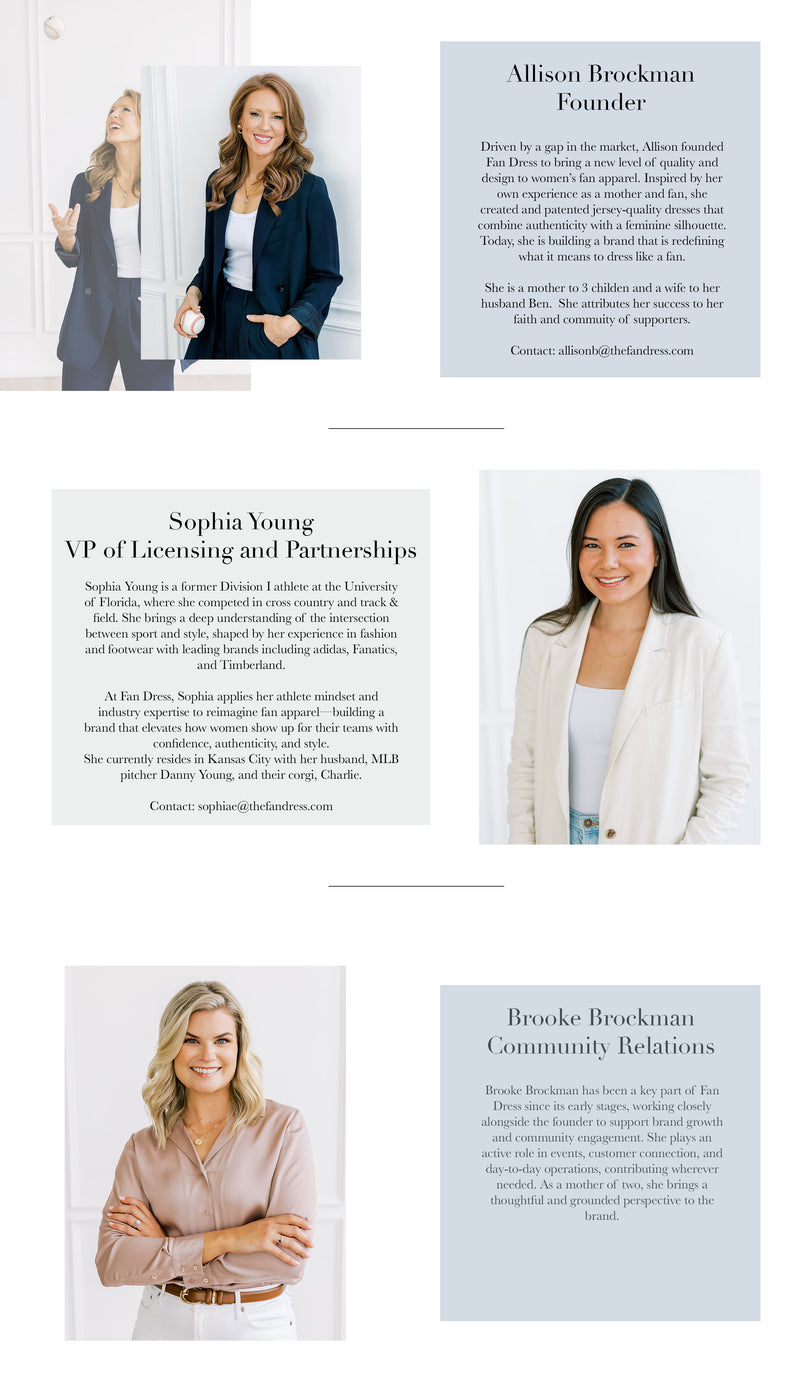 Allison Brockman
Founder
Driven by a gap in the market, Allison founded
Fan Dress to bring a new level of quality and
design to women's fan apparel. Inspired by her
own experience as a mother and fan, she
created and patented jersey-quality dresses that
combine authenticity with a feminine silhouette.
Today, she is building a brand that is redefining
what it means to dress like a fan.
She is a mother to 3 childen and a wife to her
husband Ben. She attributes her success to her
faith and commuity of supporters.
Contact: allisonb@thefandress.com
Sophia Young
VP of Licensing and Partnerships
Sophia Young is a former Division I athlete at the University
of Florida, where she competed in cross country and track &
field. She brings a deep understanding of the intersection
between sport and style, shaped by her experience in fashion
and footwear with leading brands including adidas, Fanatics,
and Timberland.
At Fan Dress, Sophia applies her athlete mindset and
industry expertise to reimagine fan apparel—building a
brand that elevates how women show up for their teams with
confidence, authenticity, and style.
She currently resides in Kansas City with her husband, MLB
pitcher Danny Young, and their corgi, Charlie.
Contact: sophiae@thefandress.com
Brooke Brockman
Community Relations
Brooke Brockman has been a key part of Fan
Dress since its early stages, working closely
alongside the founder to support brand growth
and community engagement. She plays an
active role in events, customer connection, and
day-to-day operations, contributing wherever
needed. As a mother of two, she brings a
thoughtful and grounded perspective to the
brand.